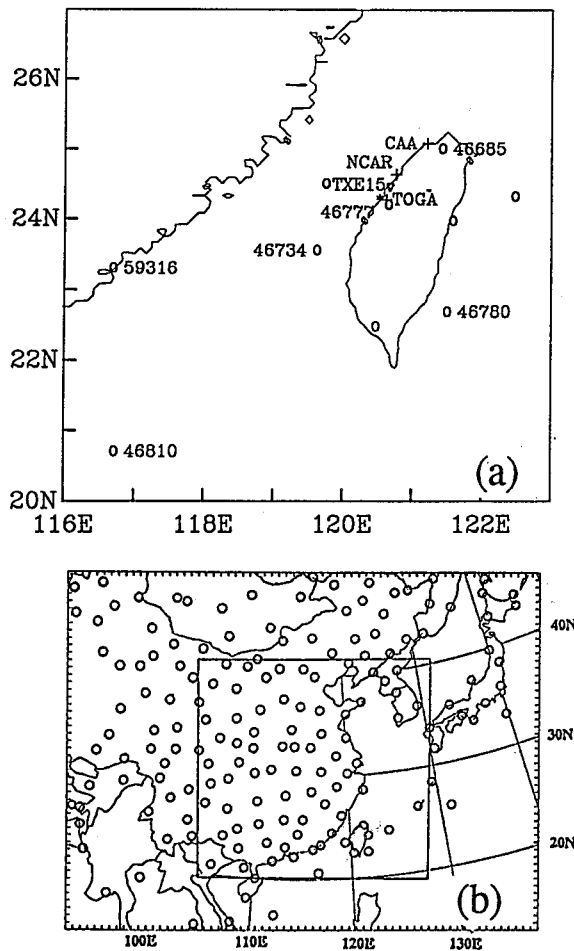 26N
CAA
46685
NCAR
TXE15
24N
TOGA
46777
46734
59316
46780
22N
46810
(a)
20N
116E 118E 120E 122E
40N
30N
20N
(b)
100E 110E 120E 130E